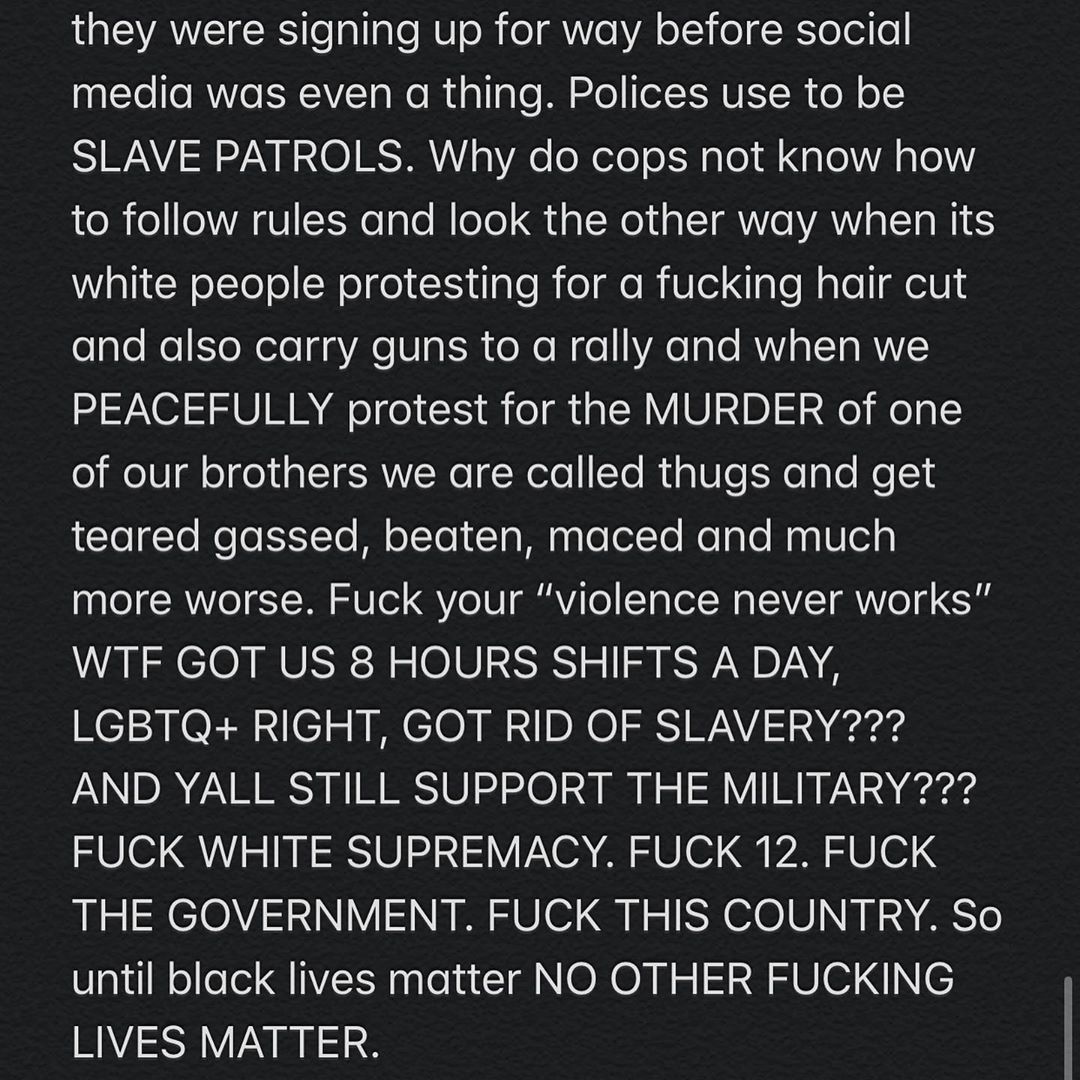 they were signing up for way before social
media was even a thing. Polices use to be
SLAVE PATROLS. Why do cops not know how
to follow rules and look the other way when its
white people protesting for a fucking hair cut
and also carry guns to a rally and when we
PEACEFULLY protest for the MURDER of one
of our brothers we are called thugs and get
teared gassed, beaten, maced and much
more worse. Fuck your “violence never works”
WTF GOT US 8 HOURS SHIFTS A DAY,
LGBTQ+ RIGHT, GOT RID OF SLAVERY???
AND YALL STILL SUPPORT THE MILITARY???
FUCK WHITE SUPREMACY. FUCK 12. FUCK
THE GOVERNMENT. FUCK THIS COUNTRY. So
until black lives matter NO OTHER FUCKING
LIVES MATTER.